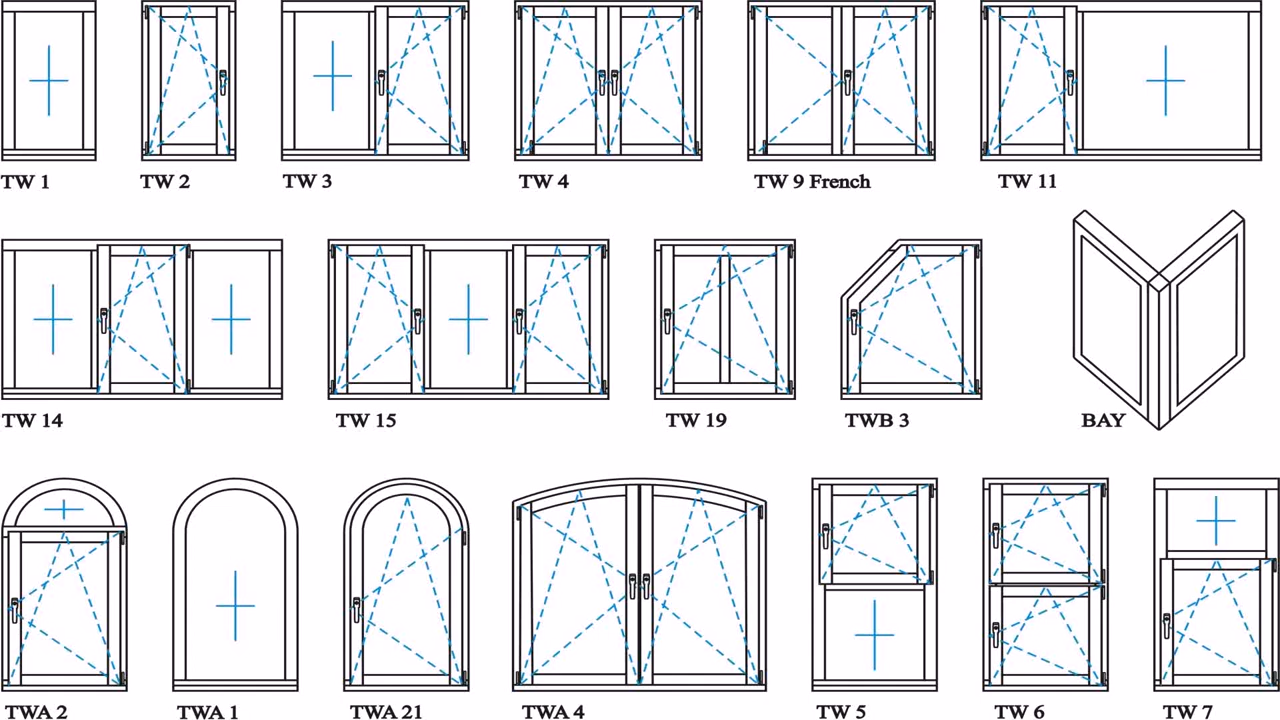 TW 1 TW 2 TW 3 TW 4 TW 9 French TW 11
TW 14 TW 15 TW 19 TWB 3 BAY
TWA 2 TWA 1 TWA 21 TWA 4 TW 5 TW 6 TW 7